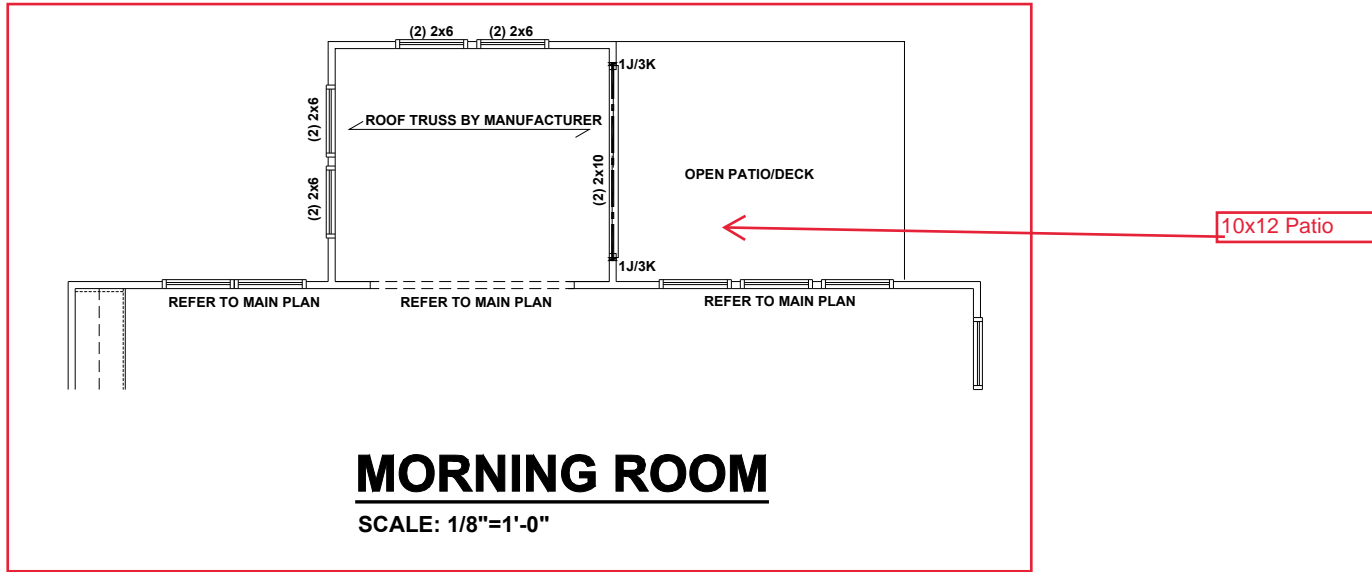 (2) 2x6
(2) 2x6
1J/3K
(2) 2x6
ROOF TRUSS BY MANUFACTURER
(2) 2x10
OPEN PATIO/DECK
(2) 2x6
10x12 Patio
1J/3K
REFER TO MAIN PLAN
REFER TO MAIN PLAN
REFER TO MAIN PLAN
MORNING ROOM
SCALE: 1/8"=1'-0"